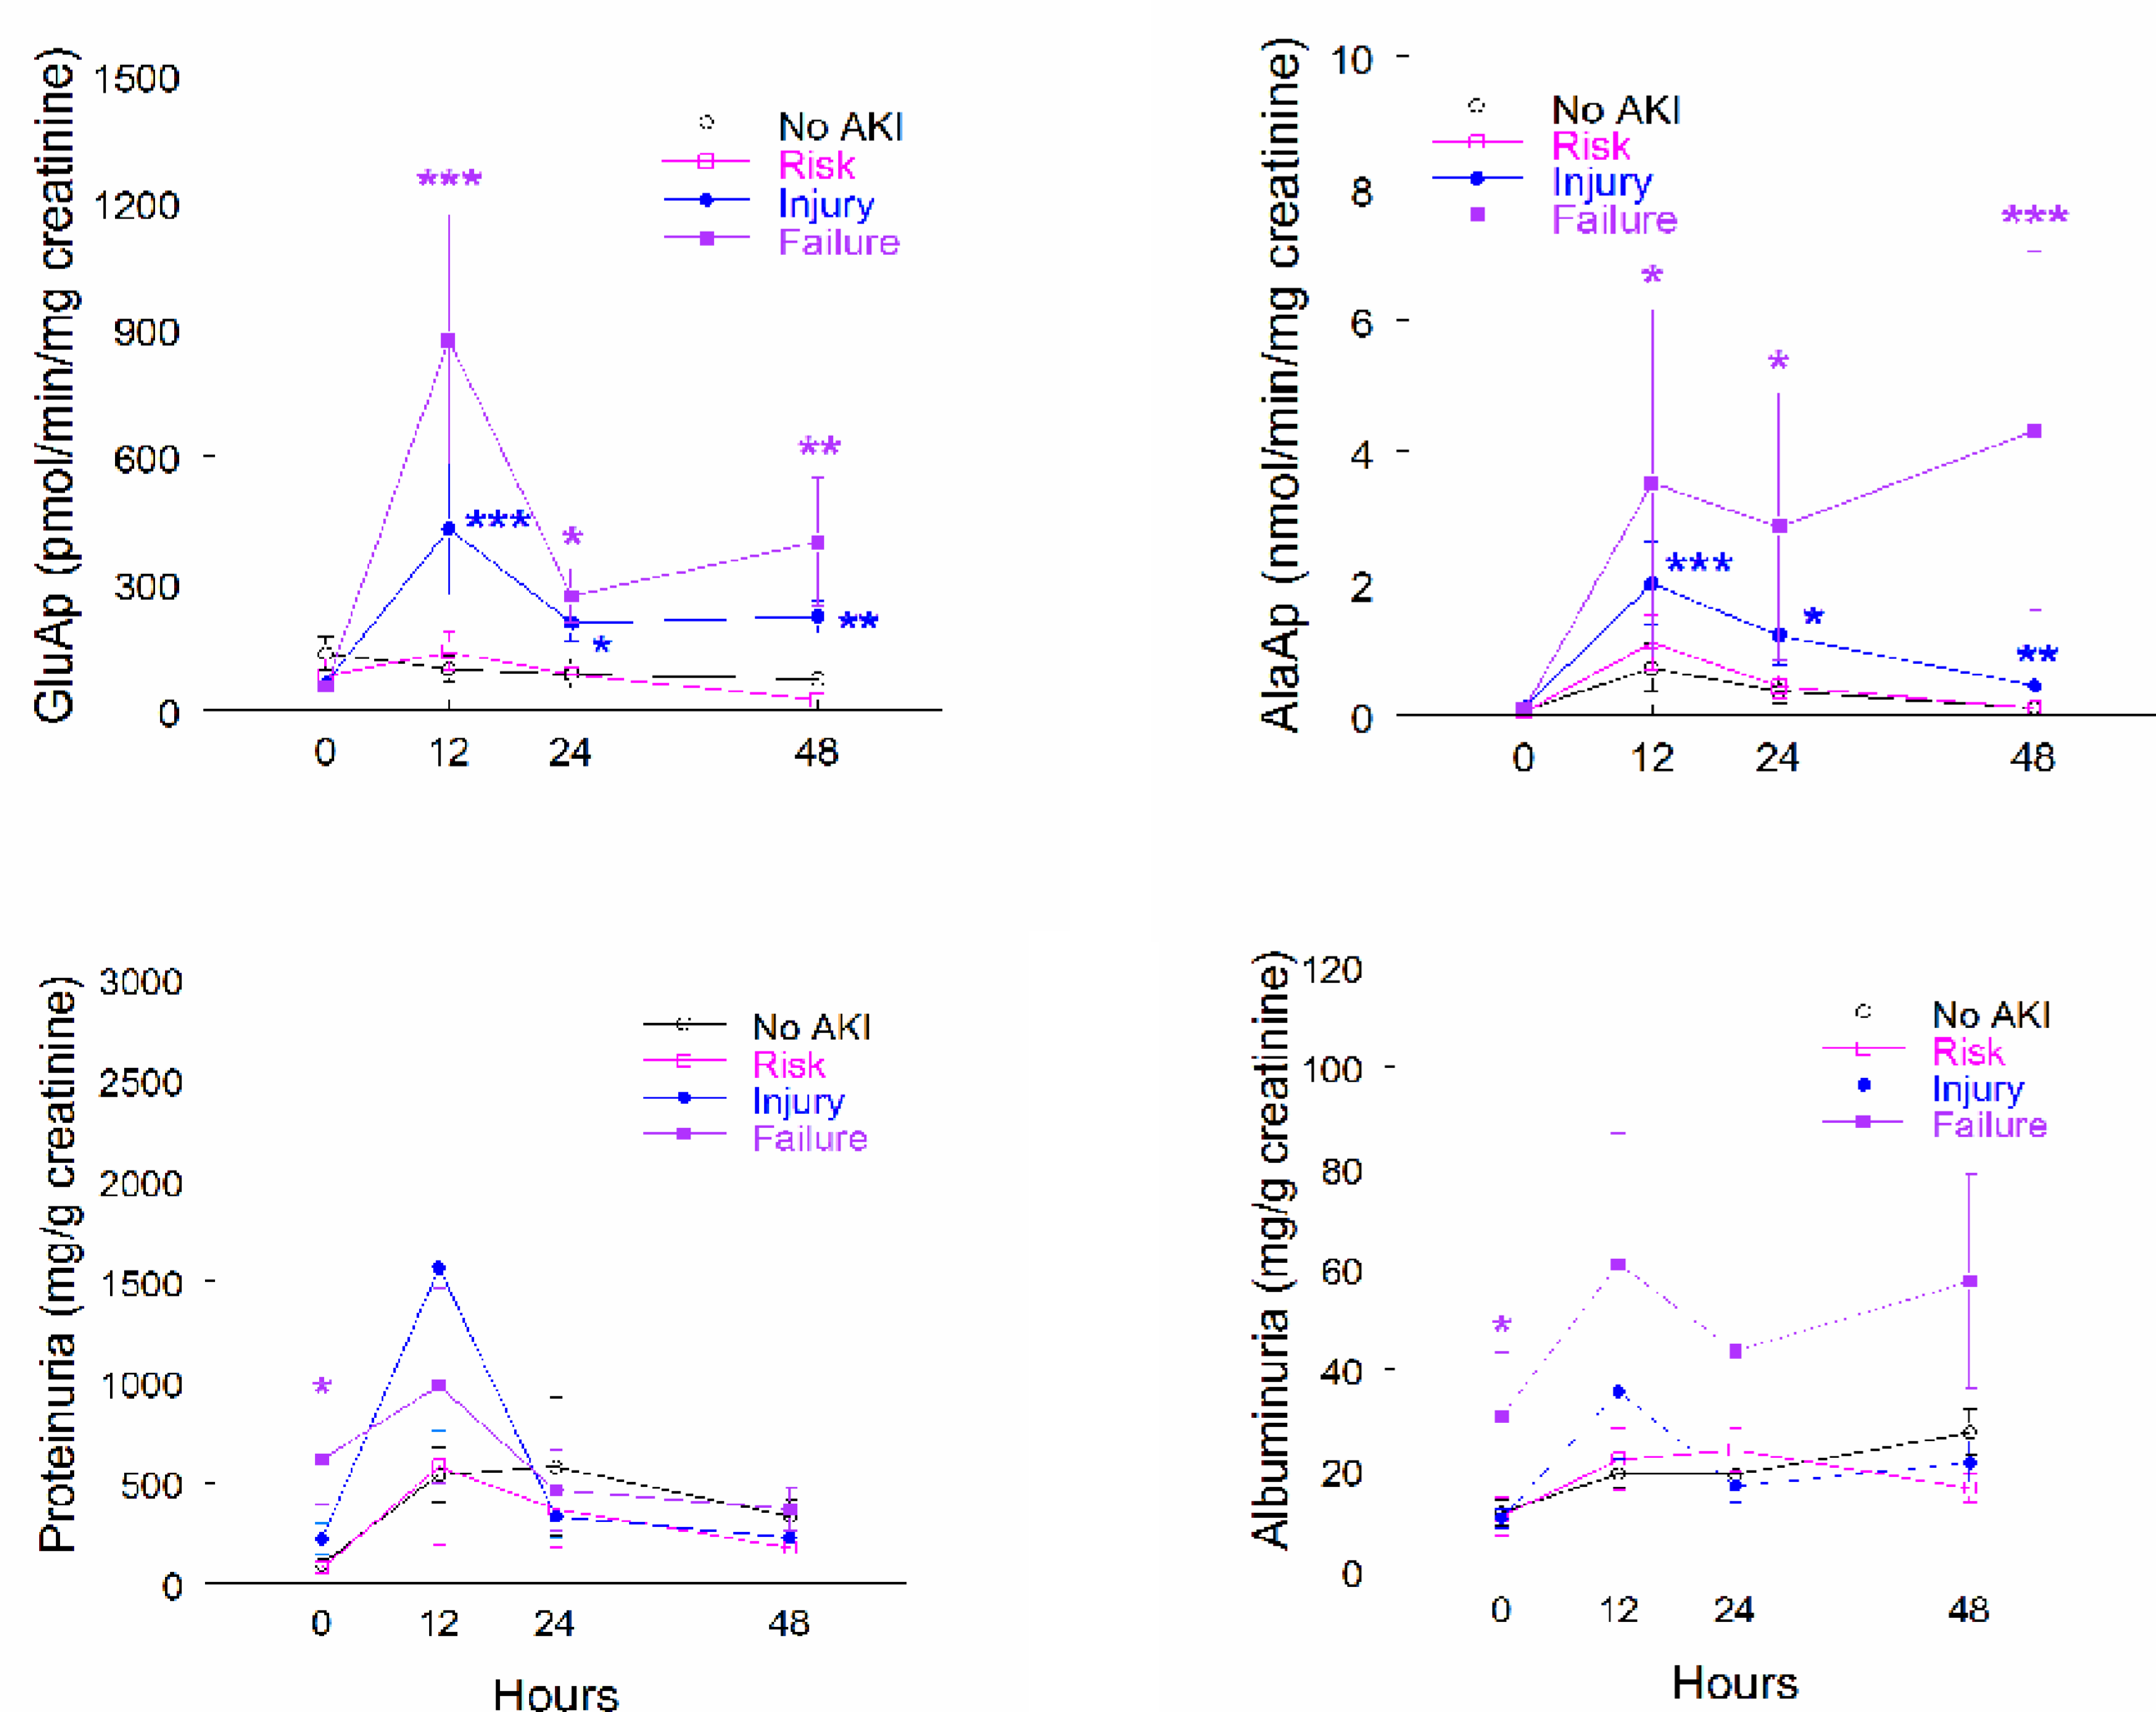 GluAp (pmol/min/mg creatinine)
1500
1200
900
600
300
0
0 12 24 48
No AKI
Risk
Injury
Failure
***
***
*
*
**
**
AlaAp (nmol/min/mg creatinine)
10
8
6
4
2
0
0 12 24 48
No AKI
Risk
Injury
Failure
*
***
*
*
***
**
Proteinuria (mg/g creatinine)
3000
2500
2000
1500
1000
500
0
0 12 24 48
Hours
No AKI
Risk
Injury
Failure
*
Albuminuria (mg/g creatinine)
120
100
80
60
40
20
0
0 12 24 48
Hours
No AKI
Risk
Injury
Failure
*